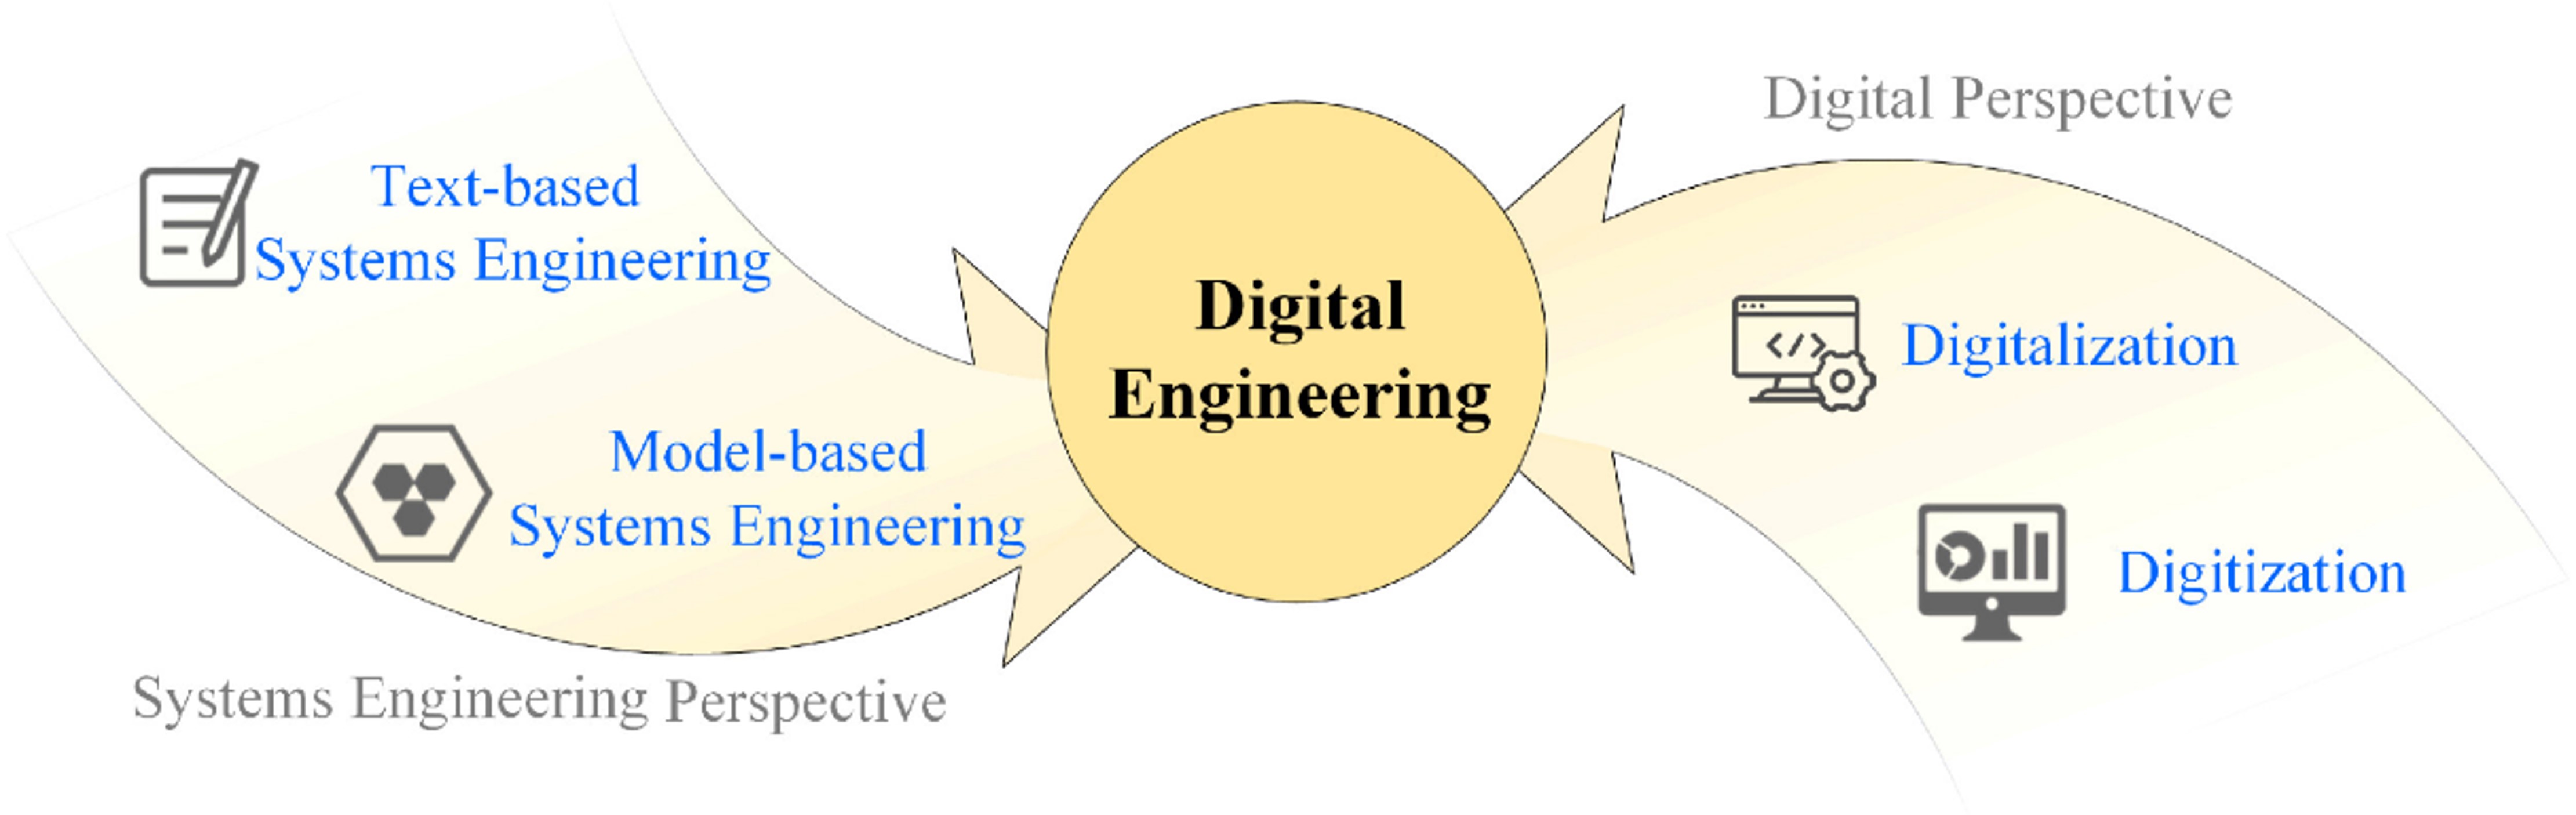 Text-based
Systems Engineering
Model-based
Systems Engineering
Systems Engineering Perspective
Digital
Engineering
Digital Perspective
</>
Digitalization
Digitization